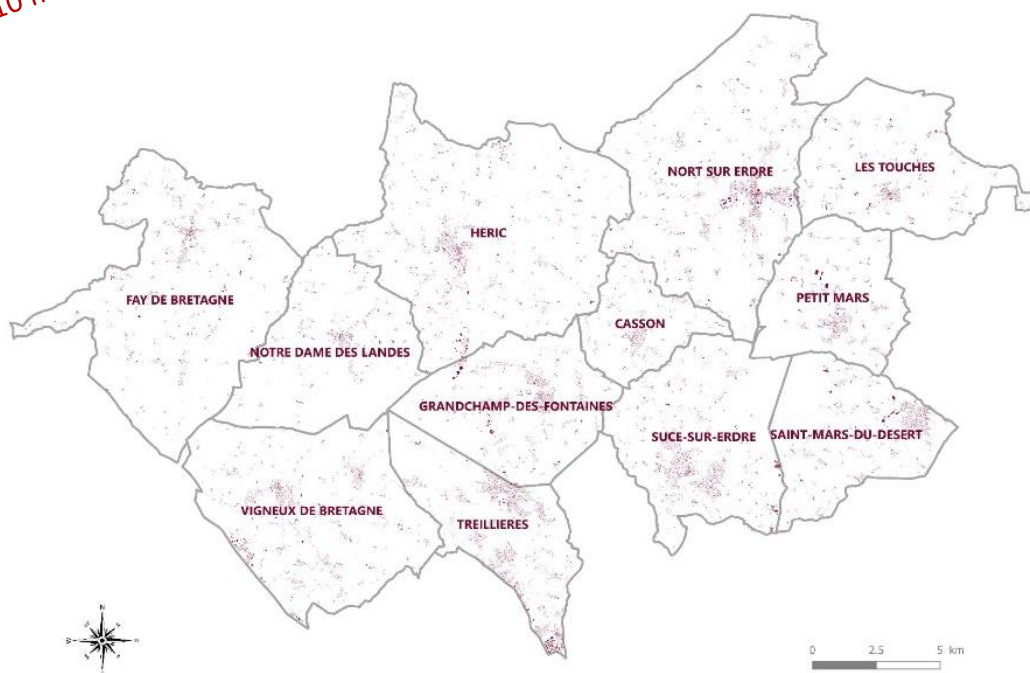 10
NORT SUR ERDRE
LES TOUCHES
HERIC
FAY DE BRETAGNE
PETIT MARS
CASSON
NOTRE DAME DES LANDES
GRANDCHAMP-DES-FONTAINES
SUCE-SUR-ERDRE
SAINT-MARS-DU-DESERT
VIGNEUX DE BRETAGNE
TREILLIERES
N
0 2.5 5 km